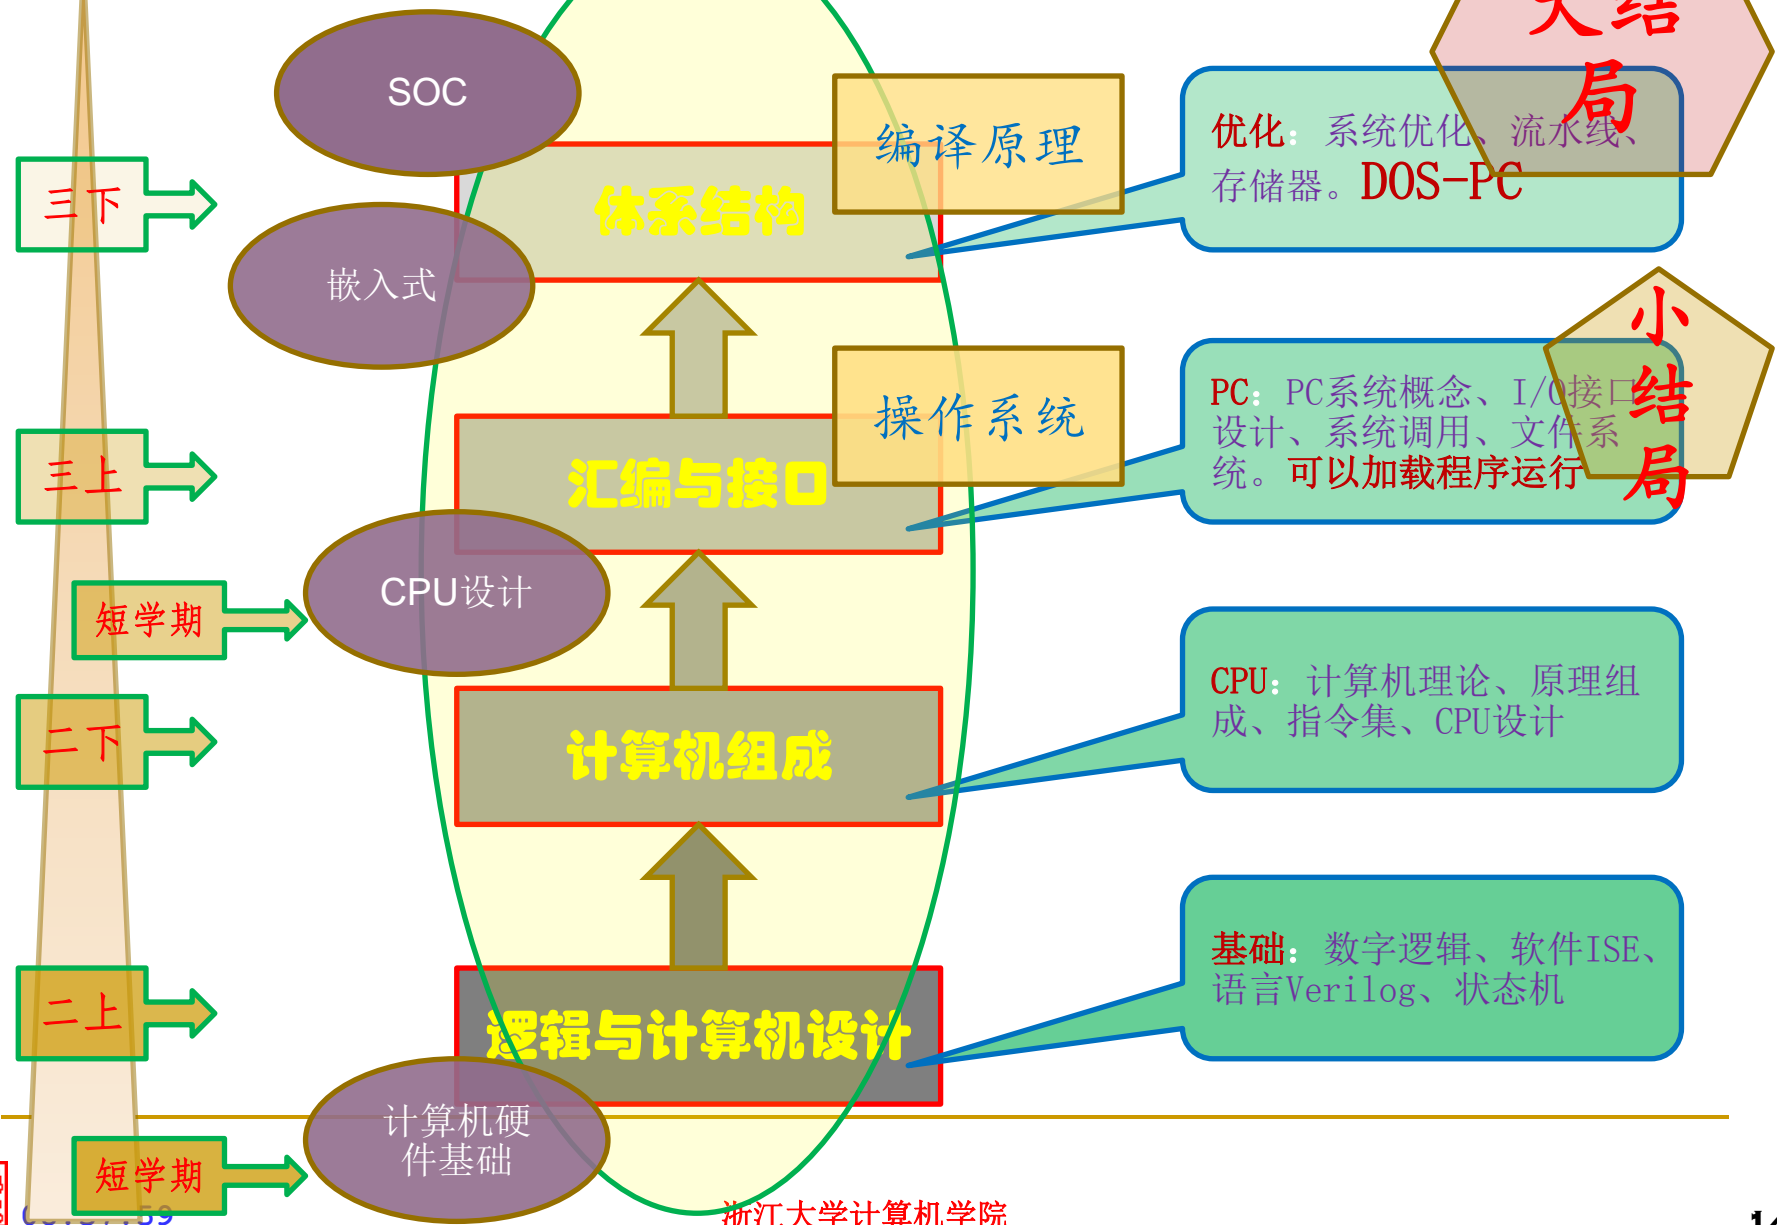 大结
局
SOC
编译原理
优化：系统优化、流水线、
存储器。DOS-PC
三下
体系结构
嵌入式
小
结
局
操作系统
PC：PC系统概念、I/O接口
设计、系统调用、文件系
统。可以加载程序运行
三上
汇编与接口
短学期
CPU设计
CPU：计算机理论、原理组
成、指令集、CPU设计
二下
计算机组成
基础：数字逻辑、软件ISE、
语言Verilog、状态机
二上
逻辑与计算机设计
计算机硬
件基础
短学期
浙江大学计算机学院